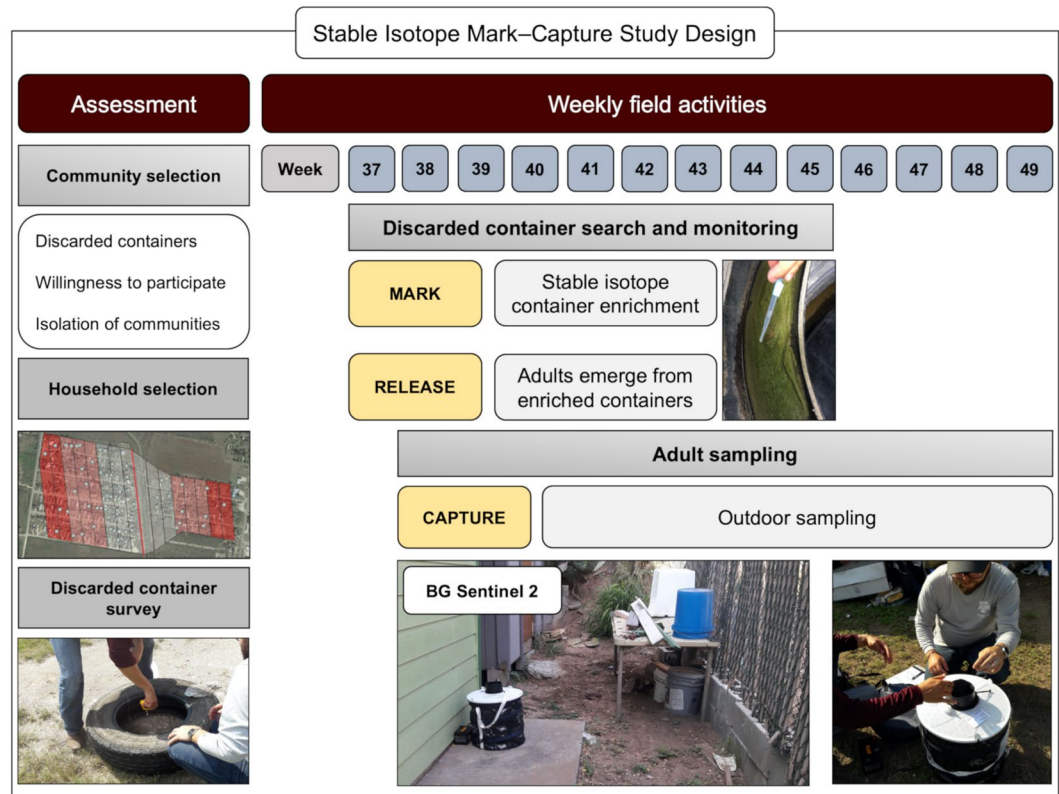 Stable Isotope Mark–Capture Study Design
Assessment
Weekly field activities
Community selection
Week
37
38
39
40
41
42
43
44
45
46
47
48
49
Discarded containers
Willingness to participate
Isolation of communities
Discarded container search and monitoring
MARK
Stable isotope
container enrichment
Household selection
RELEASE
Adults emerge from
enriched containers
Adult sampling
CAPTURE
Outdoor sampling
Discarded container
survey
BG Sentinel 2